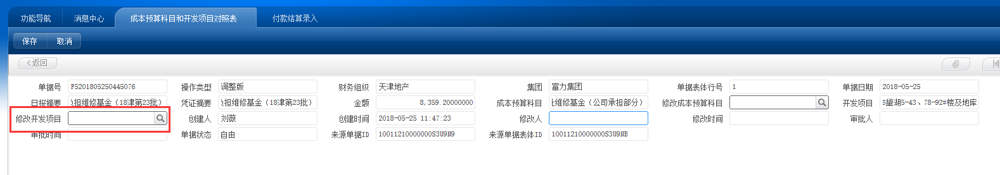 功能导航 消息中心 成本预算科目和开发项目对照表 付款结算录入
保存 取消
返回
单据号 F5201805250445076 操作类型 调整版 财务组织 天津地产 集团 富力集团 单据表体行号 1 单据日期 2018-05-25
日报摘要 担维修基金（18津第23批） 凭证摘要 担维修基金（18津第23批） 金额 8,359.20000000 成本预算科目 维修基金（公司承担部分） 修改成本预算科目 开发项目 黛湖5-43、78-92#楼及地库
修改开发项目 创建人 刘薇 创建时间 2018-05-25 11:47:23 修改人 修改时间 审批人
审批时间 单据状态 自由 来源单据ID 10011210000000S3U9N9 来源单据表体ID 10011210000000S3U9NB